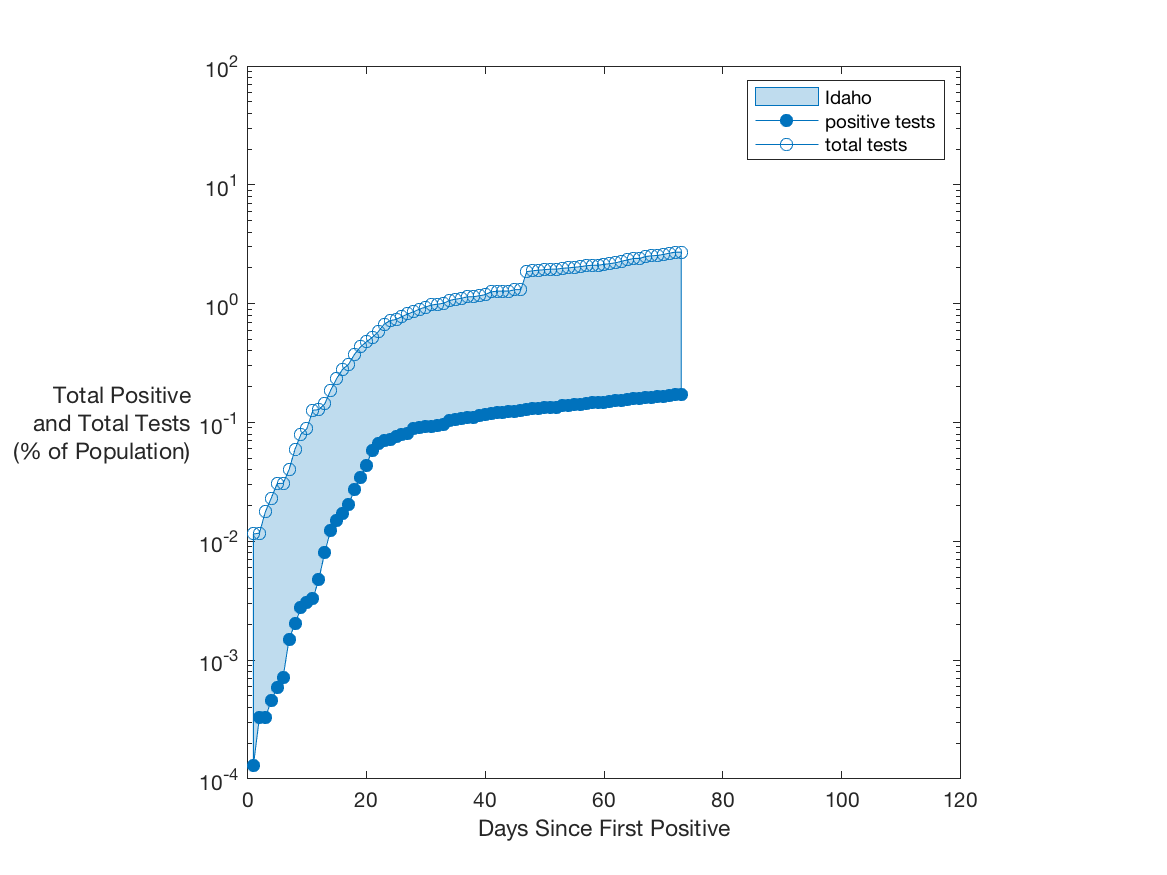 10^2
10^1
10^0
10^-1
10^-2
10^-3
10^-4
Total Positive
and Total Tests
(% of Population)
Idaho
positive tests
total tests
0 20 40 60 80 100 120
Days Since First Positive